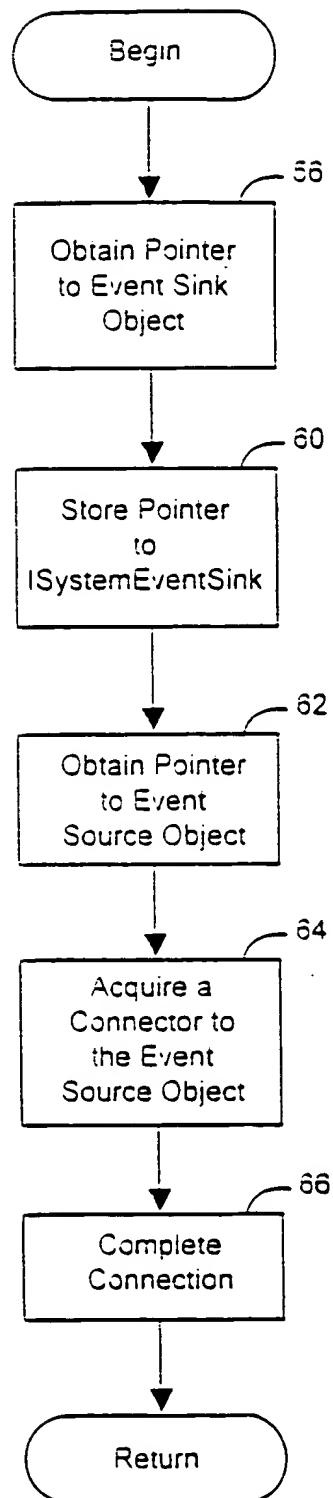 Begin
Obtain Pointer
to Event Sink
Object
60
Store Pointer
to
ISystemEventSink
62
Obtain Pointer
to Event
Source Object
64
Acquire a
Connector to
the Event
Source Object
66
Complete
Connection
Return